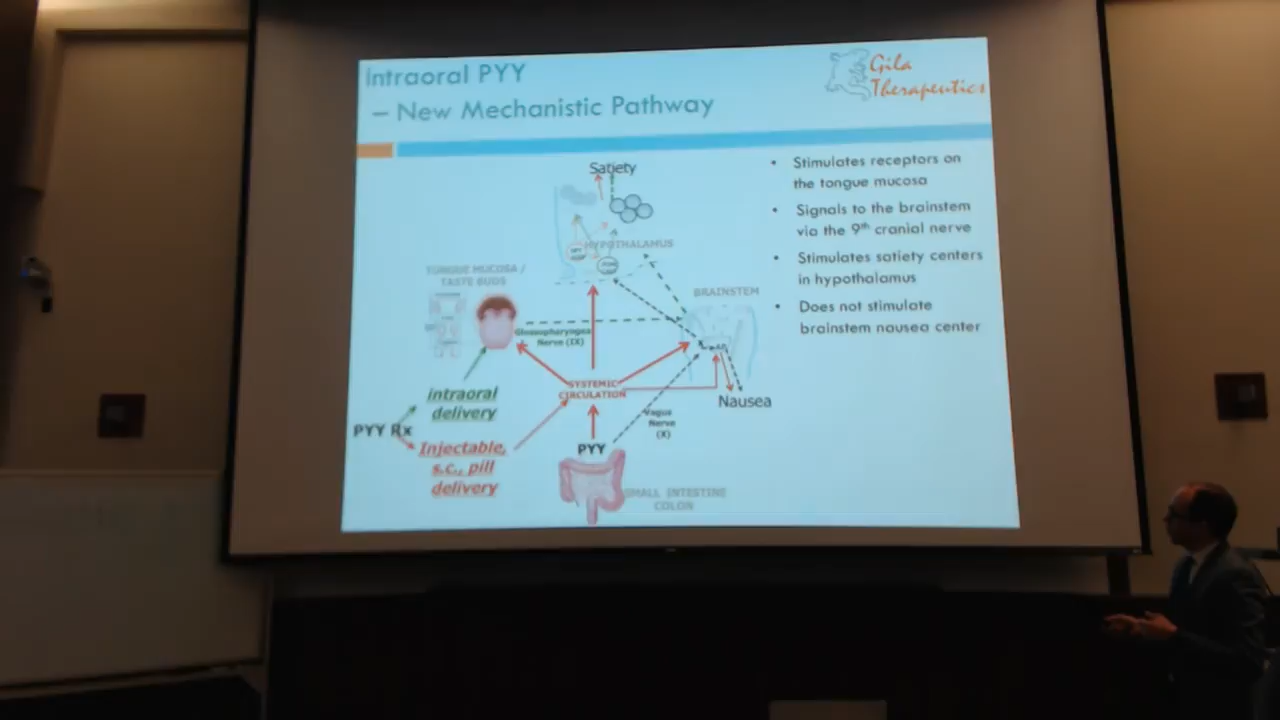 intraoral PYY
– New Mechanistic Pathway
Gila
Therapeutics
Satiety
HYPOTHALAMUS
TONGUE MUCOSA /
TASTE BUDS
BRAINSTEM
Glossopharyngeal
Nerve (IX)
intraoral
delivery
SYSTEMIC
CIRCULATION
Nausea
PYY Rx
Injectable,
s.c., pill
delivery
Vagus
Nerve
(X)
PYY
SMALL INTESTINE
COLON
• Stimulates receptors on
the tongue mucosa
• Signals to the brainstem
via the 9th cranial nerve
• Stimulates satiety centers
in hypothalamus
• Does not stimulate
brainstem nausea center